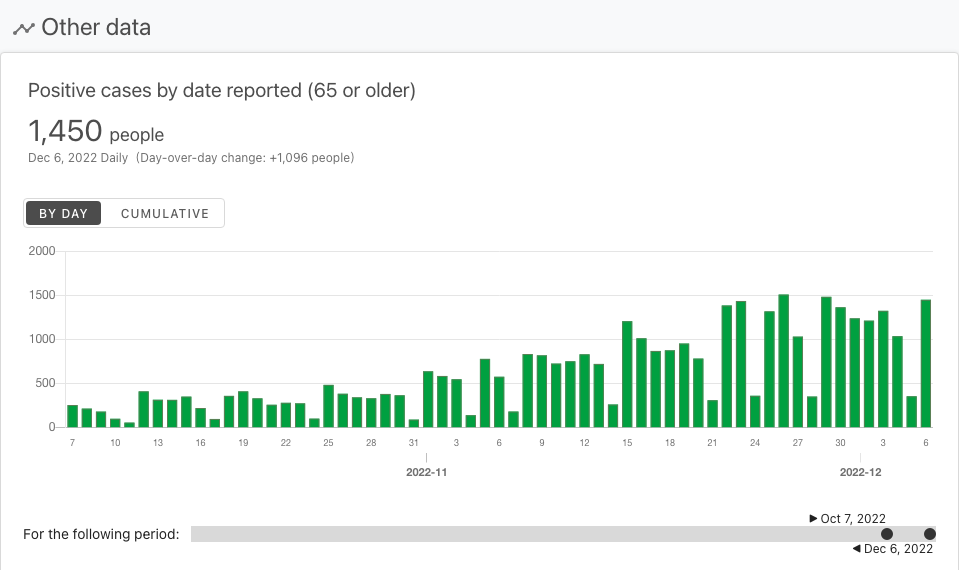 Other data
Positive cases by date reported (65 or older)
1,450 people
Dec 6, 2022 Daily (Day-over-day change: +1,096 people)
BY DAY CUMULATIVE
2000
1500
1000
500
0
7 10 13 16 19 22 25 28 31 3 6 9 12 15 18 21 24 27 30 3 6
2022-11 2022-12
Oct 7, 2022
For the following period:
Dec 6, 2022